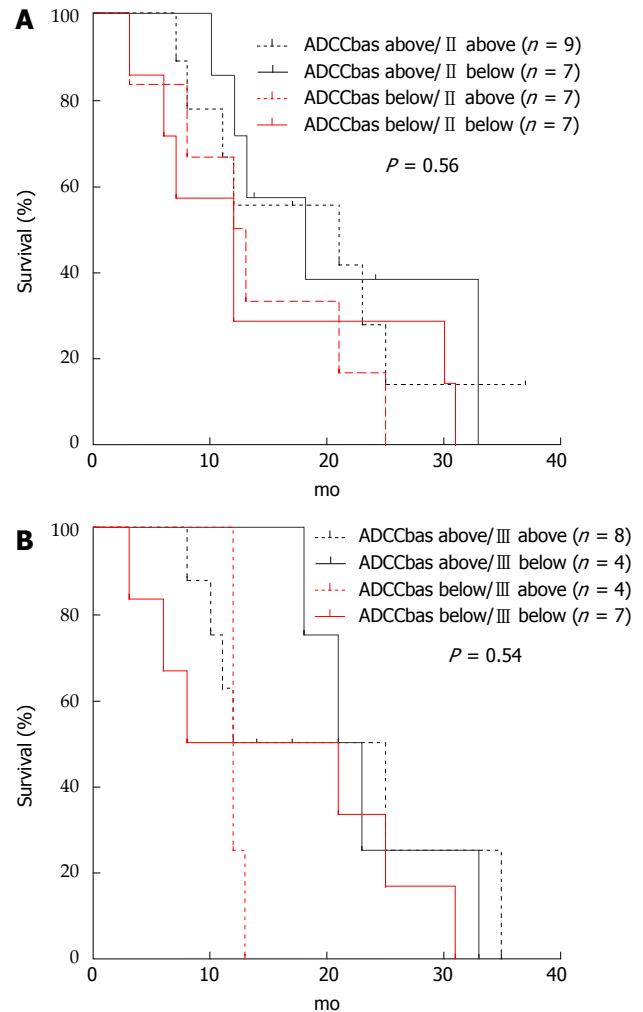 A
100
80
60
40
20
0
Survival (%)
ADCCbas above/Ⅱ above (n = 9)
ADCCbas above/Ⅱ below (n = 7)
ADCCbas below/Ⅱ above (n = 7)
ADCCbas below/Ⅱ below (n = 7)
P = 0.56
0 10 20 30 40
mo
B
100
80
60
40
20
0
Survival (%)
ADCCbas above/Ⅲ above (n = 8)
ADCCbas above/Ⅲ below (n = 4)
ADCCbas below/Ⅲ above (n = 4)
ADCCbas below/Ⅲ below (n = 7)
P = 0.54
0 10 20 30 40
mo